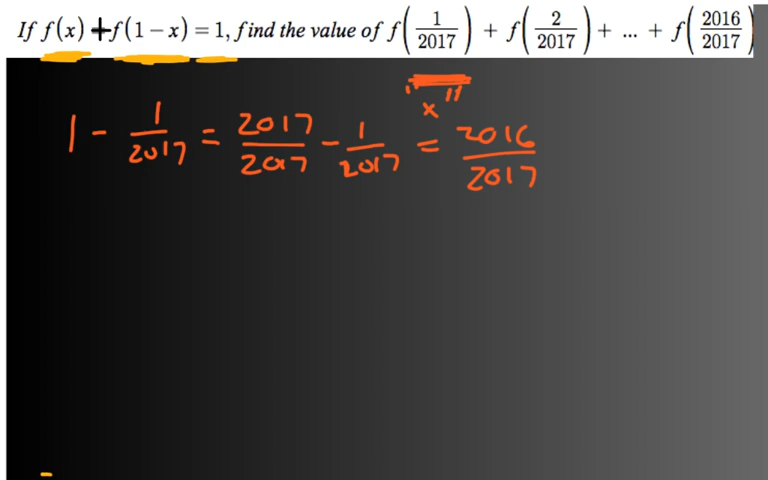 If f(x) + f(1 − x) = 1, find the value of f(1/2017) + f(2/2017) + ... + f(2016/2017)
"x"
1 - 1/2017 = 2017/2017 - 1/2017 = 2016/2017